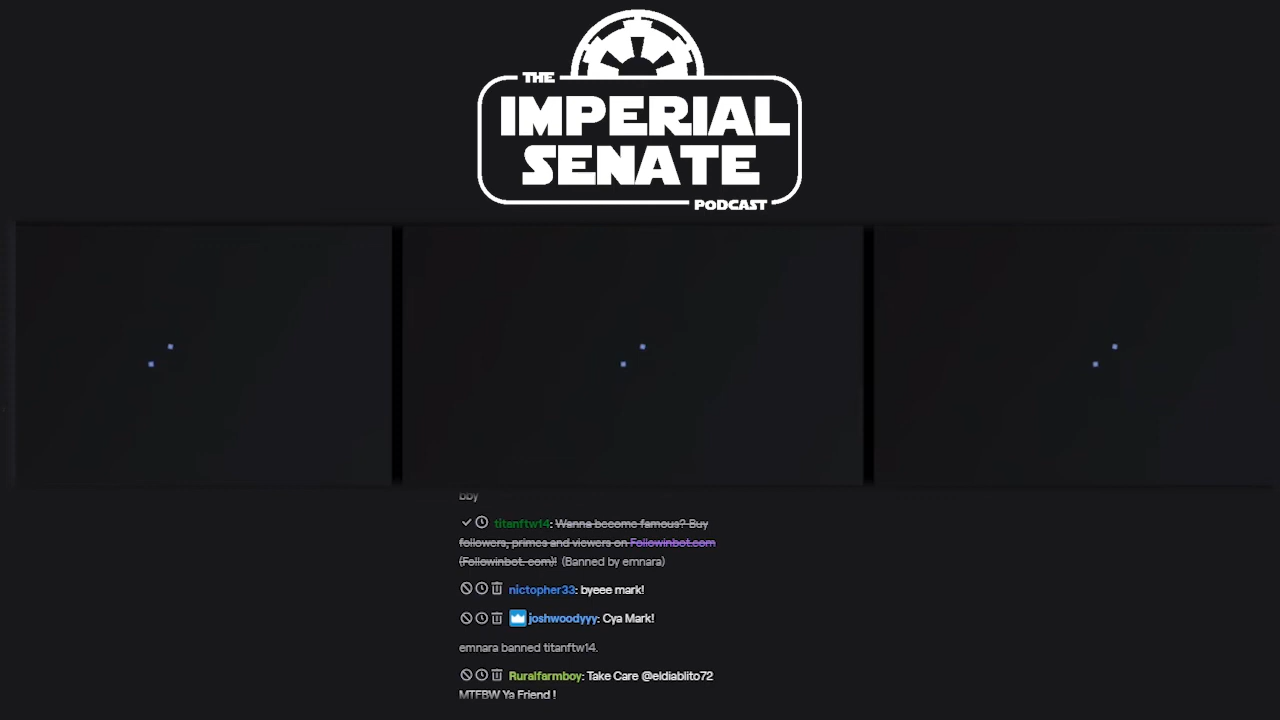 THE
IMPERIAL
SENATE
PODCAST
bby
titanftw14: Wanna become famous? Buy
followers, primes and viewers on Followinbot.com
(Followinbot. com)! (Banned by emnara)
nictopher33: byeee mark!
joshwoodyyy: Cya Mark!
emnara banned titanftw14.
Ruralfarmboy: Take Care @eldiablito72
MTFBW Ya Friend !